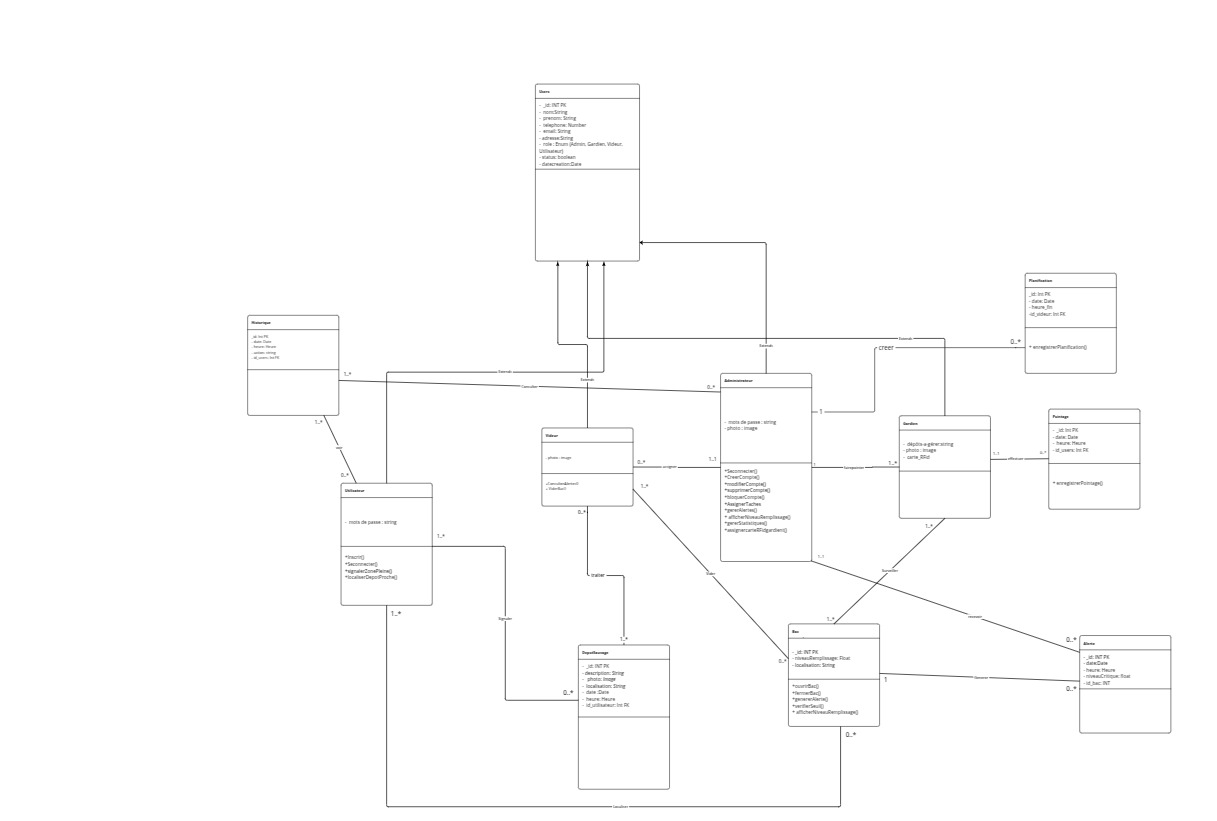 Users
- _id: INT PK
- nom:String
- prenom: String
- telephone: Number
- email: String
- adresse:String
- role : Enum (Admin, Gardien, Videur,
Utilisateur)
- status: boolean
- datecreation:Date
Planification
_id: Int PK
- date: Date
- heure_fin
-id_videur: Int PK
+ enregistrerPlanification()
0..*
creer
1
Historique
_id: Int PK
- date: Date
- heure: Heure
- action: string
- id_users: Int PK
1..*
Consulter
0..*
Extends
Extends
Extends
Extends
Administrateur
- mots de passe : string
- photo : image
+Seconnecter()
+CréerCompte()
+modifierCompte()
+supprimerCompte()
+bloquerCompte()
+AssignerTaches
+gererAlertes()
+ afficherNiveauRemplissage()
+gererStatistiques()
+assignercarteRFidgardient()
Gardien
- dépôts-a-gérer:string
- photo : image
- carte_RFid
Pointage
- _id: Int PK
- date: Date
- heure: Heure
- id_users: Int PK
+ enregistrerPointage()
1..1
effectuer
0..*
1
1..*
Videur
- photo : image
+ViderBac()
0..*
assigner
1..1
1..*
0..*
1..*
0..*
Utilisateur
- mots de passe : string
+Inscrit()
+Seconnecter()
+signalerZonePleine()
+localiserDepotProche()
1..*
1..*
Signaler
0..*
traiter
1..*
DepotSauvage
- _id: INT PK
- description: String
- photo: Image
- localisation: String
- date :Date
- heure: Heure
- id_utilisateur: Int PK
Vider
0..*
1..*
Surveiller
1..*
Bac
- _id: INT PK
- niveauRemplissage: Float
- localisation: String
+ouvrirBac()
+fermerBac()
+genererAlerte()
+verifierSeuil()
+ afficherNiveauRemplissage()
1..1
recevoir
0..*
1
0..*
Alerte
- _id: INT PK
- date:Date
- heure: Heure
- niveauCritique: float
- id_bac: INT
0..*
Localiser